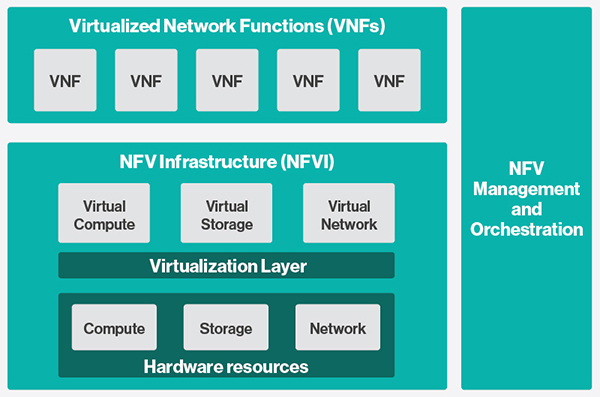 Virtualized Network Functions (VNFs)
VNF VNF VNF VNF VNF
NFV Infrastructure (NFVI)
Virtual
Compute
Virtual
Storage
Virtual
Network
Virtualization Layer
Compute
Storage
Network
Hardware resources
NFV
Management
and
Orchestration